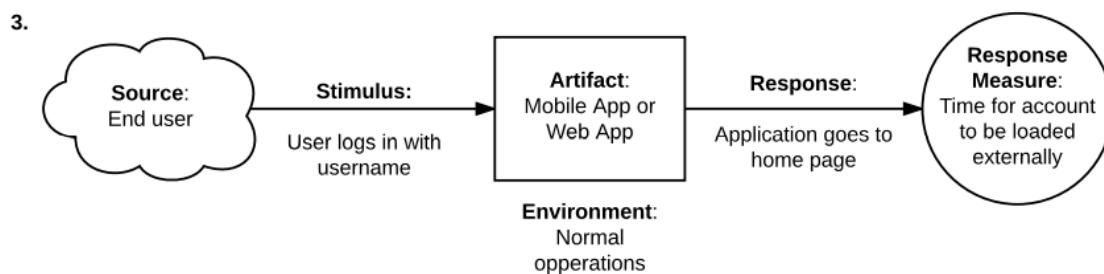 3.
Source:
End user
Stimulus:
User logs in with
username
Artifact:
Mobile App or
Web App
Environment:
Normal
opperations
Response:
Application goes to
home page
Response
Measure:
Time for account
to be loaded
externally